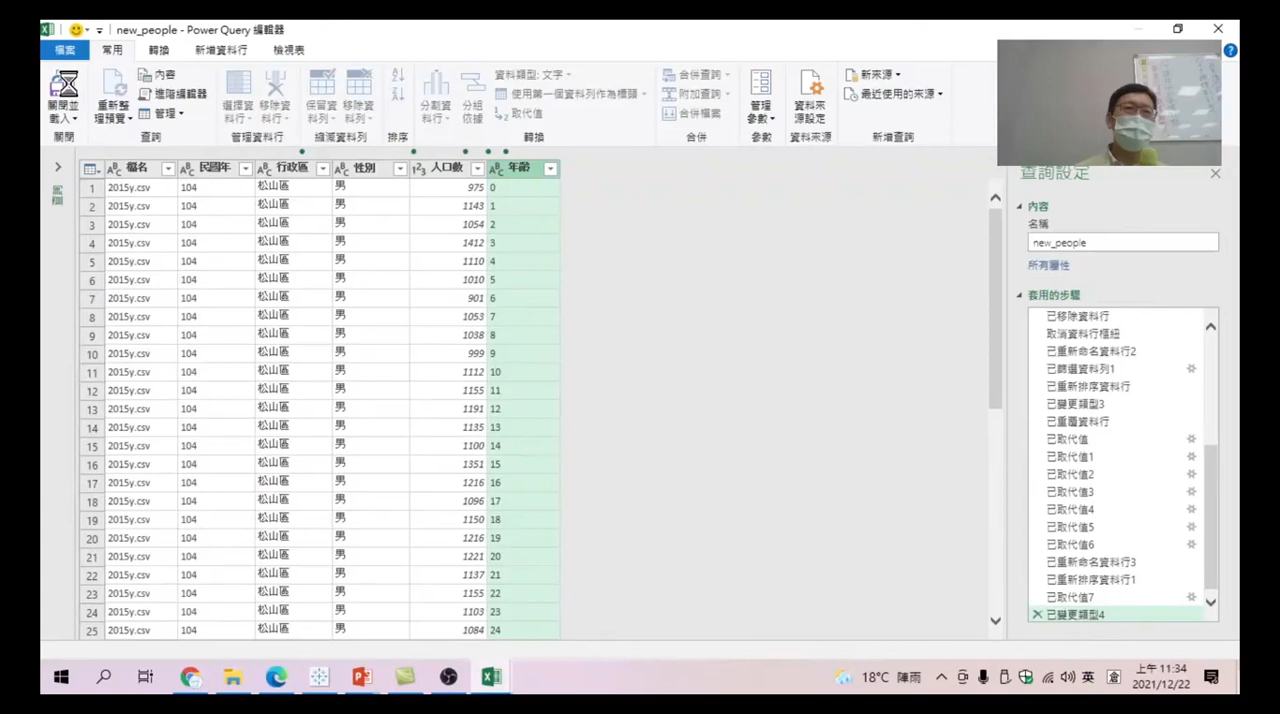 new_people - Power Query 編輯器
檔案 常用 轉換 新增資料行 檢視表
關閉並載入 關閉
重新整理預覽 內容 進階編輯器 管理 查詢
選擇資料行 移除資料行 管理資料行
保留資料列 移除資料列 縮減資料列
排序
分割資料行 分組依據 資料類型: 文字 使用第一個資料列作為標頭 取代值 轉換
合併查詢 附加查詢 合併檔案 合併
管理參數 參數
資料來源設定 資料來源
新來源 最近使用的來源 新增查詢
檔名 民國年 行政區 性別 人口數 年齡
1 2015y.csv 104 松山區 男 975 0
2 2015y.csv 104 松山區 男 1143 1
3 2015y.csv 104 松山區 男 1054 2
4 2015y.csv 104 松山區 男 1412 3
5 2015y.csv 104 松山區 男 1110 4
6 2015y.csv 104 松山區 男 1010 5
7 2015y.csv 104 松山區 男 901 6
8 2015y.csv 104 松山區 男 1053 7
9 2015y.csv 104 松山區 男 1038 8
10 2015y.csv 104 松山區 男 999 9
11 2015y.csv 104 松山區 男 1112 10
12 2015y.csv 104 松山區 男 1155 11
13 2015y.csv 104 松山區 男 1191 12
14 2015y.csv 104 松山區 男 1135 13
15 2015y.csv 104 松山區 男 1100 14
16 2015y.csv 104 松山區 男 1351 15
17 2015y.csv 104 松山區 男 1216 16
18 2015y.csv 104 松山區 男 1096 17
19 2015y.csv 104 松山區 男 1150 18
20 2015y.csv 104 松山區 男 1216 19
21 2015y.csv 104 松山區 男 1221 20
22 2015y.csv 104 松山區 男 1137 21
23 2015y.csv 104 松山區 男 1155 22
24 2015y.csv 104 松山區 男 1103 23
25 2015y.csv 104 松山區 男 1084 24
查詢設定
內容
名稱
new_people
所有屬性
套用的步驟
已移除資料行
取消資料行樞紐
已重新命名資料行2
已篩選資料列1
已重新排序資料行
已變更類型3
已重覆資料行
已取代值
已取代值1
已取代值2
已取代值3
已取代值4
已取代值5
已取代值6
已重新命名資料行3
已重新排序資料行1
已取代值7
已變更類型4
18°C 陣雨
英
上午 11:34
2021/12/22